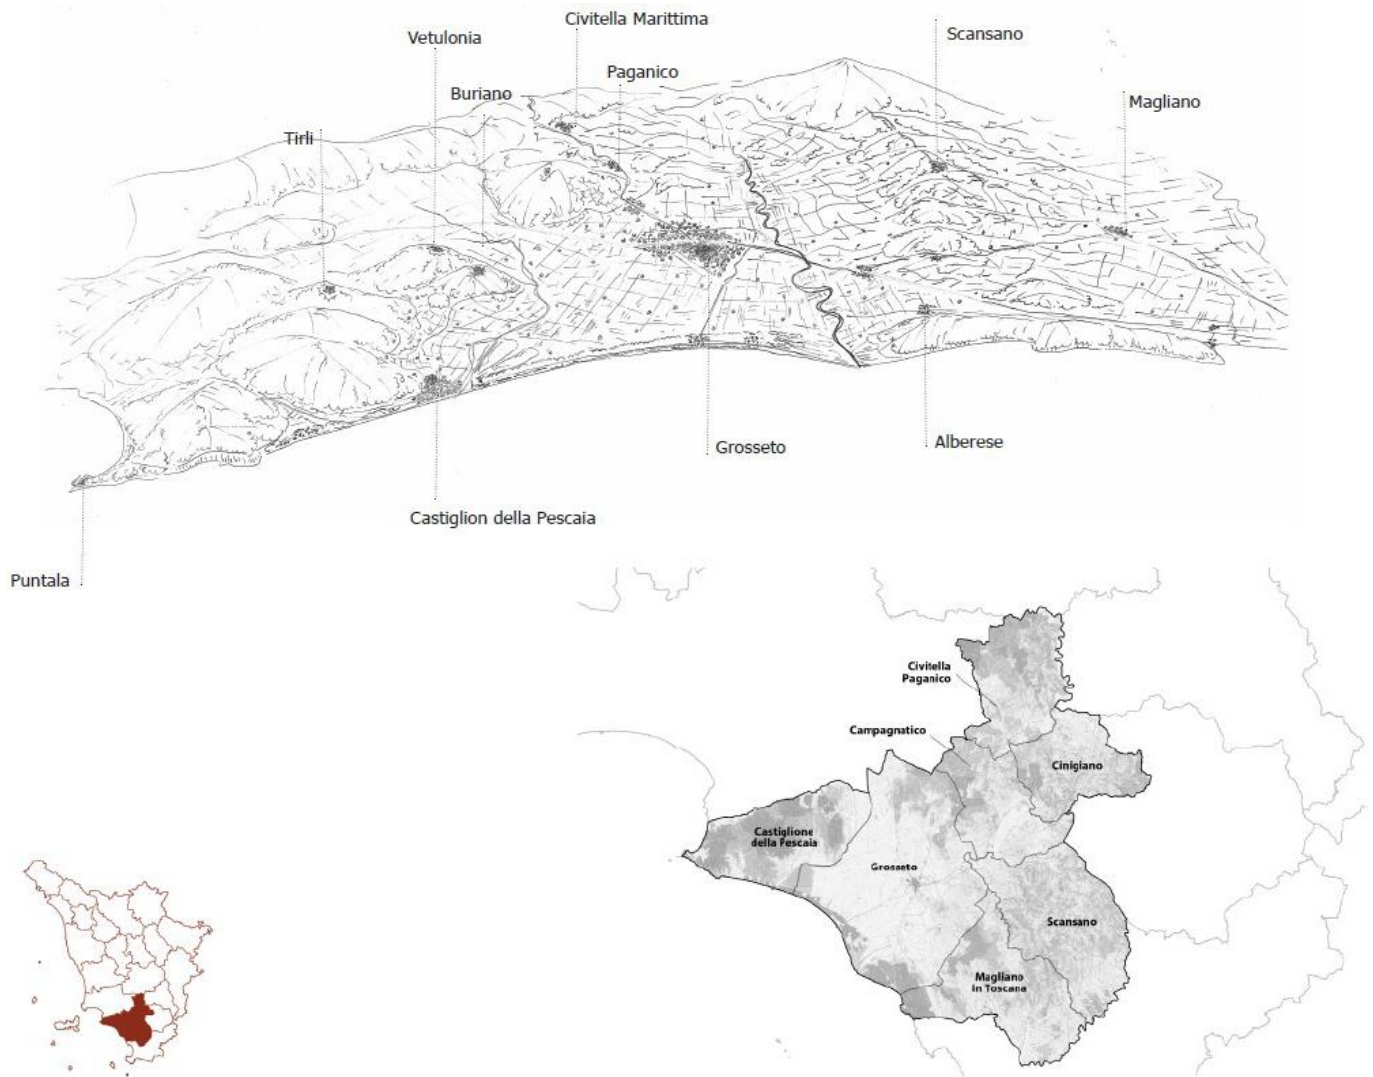 Civitella Marittima
Vetulonia
Scansano
Paganico
Buriano
Magliano
Tirli
Grosseto
Alberese
Castiglion della Pescaia
Puntala
Civitella
Paganico
Campagnatico
Cinigiano
Castiglione
della Pescaia
Grosseto
Scansano
Magliano
in Toscana